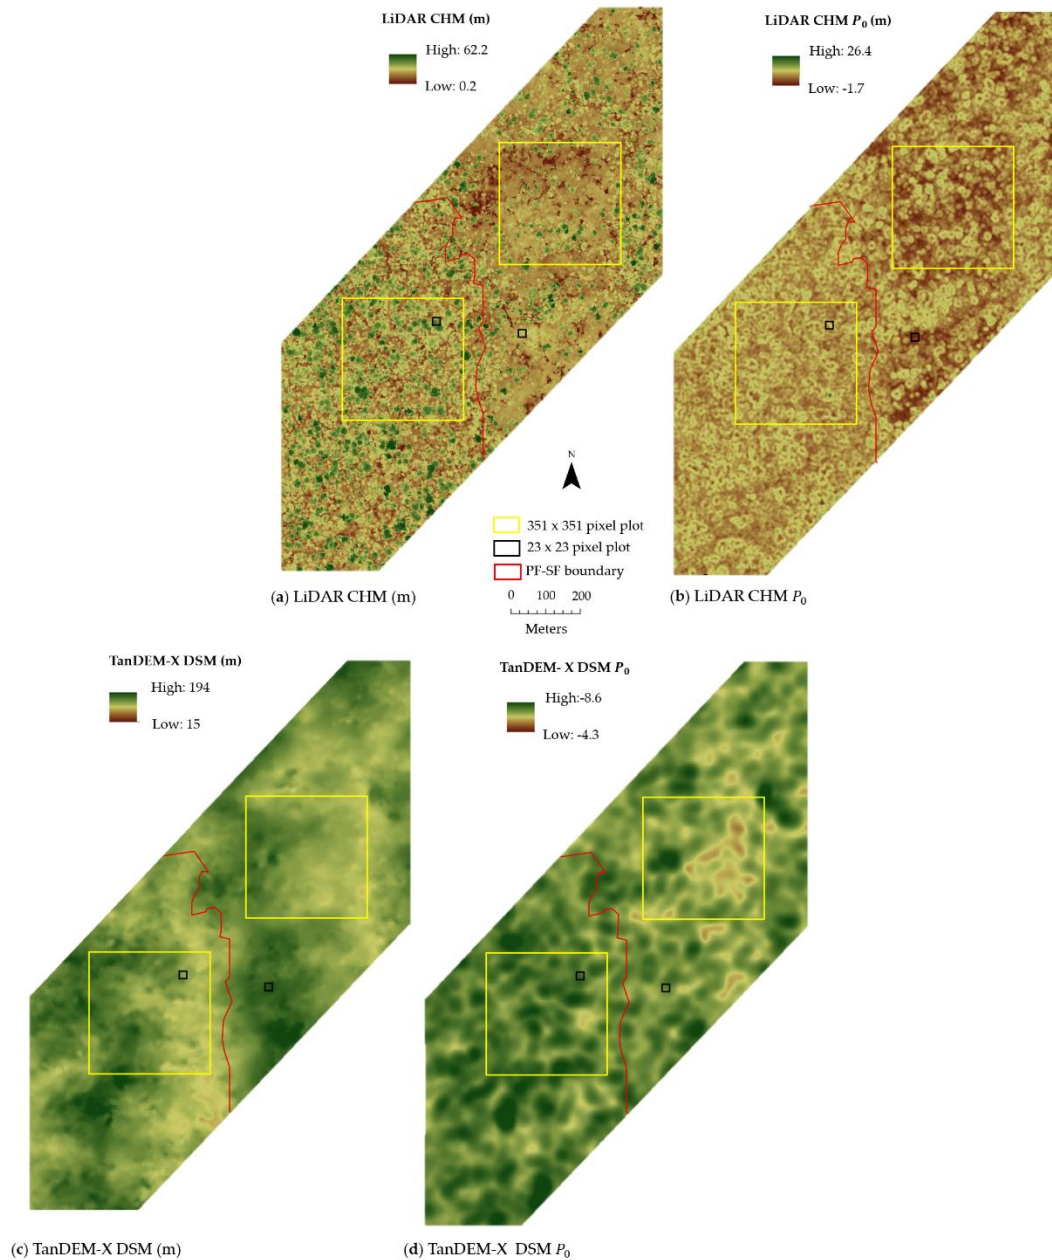 LiDAR CHM (m)
High: 62.2
Low: 0.2
LiDAR CHM P₀ (m)
High: 26.4
Low: -1.7
N
351 x 351 pixel plot
23 x 23 pixel plot
PF-SF boundary
0 100 200
Meters
(a) LiDAR CHM (m)
(b) LiDAR CHM P₀
TanDEM-X DSM (m)
High: 194
Low: 15
TanDEM- X DSM P₀
High:-8.6
Low: -4.3
(c) TanDEM-X DSM (m)
(d) TanDEM-X DSM P₀